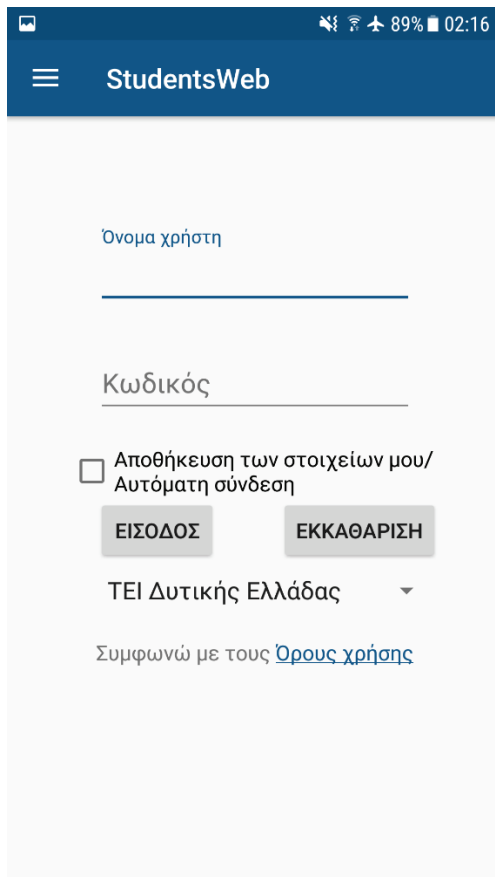 89% 02:16
StudentsWeb
Όνομα χρήστη
Κωδικός
Αποθήκευση των στοιχείων μου/
Αυτόματη σύνδεση
ΕΙΣΟΔΟΣ ΕΚΚΑΘΑΡΙΣΗ
ΤΕΙ Δυτικής Ελλάδας
Συμφωνώ με τους Όρους χρήσης